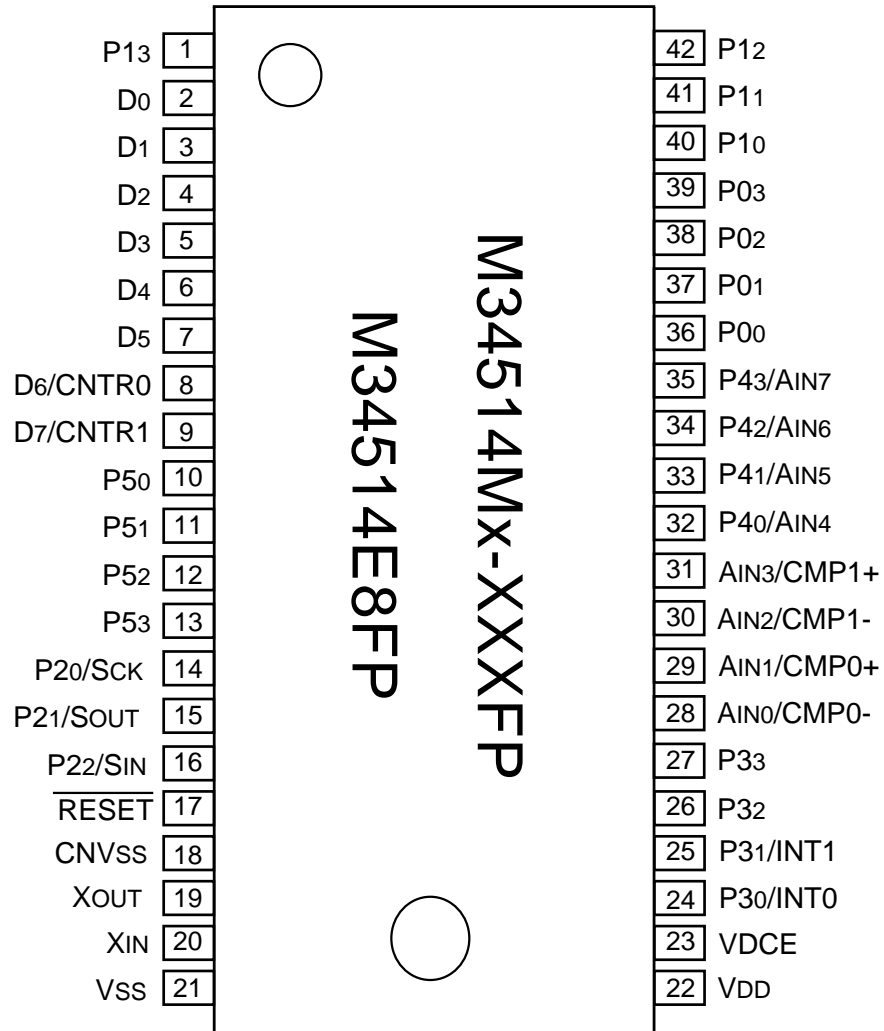 P13 1
D0 2
D1 3
D2 4
D3 5
D4 6
D5 7
D6/CNTR0 8
D7/CNTR1 9
P50 10
P51 11
P52 12
P53 13
P20/SCK 14
P21/SOUT 15
P22/SIN 16
RESET 17
CNVSS 18
XOUT 19
XIN 20
VSS 21
M34514E8FP
M34514Mx-XXXFP
42 P12
41 P11
40 P10
39 P03
38 P02
37 P01
36 P00
35 P43/AIN7
34 P42/AIN6
33 P41/AIN5
32 P40/AIN4
31 AIN3/CMP1+
30 AIN2/CMP1-
29 AIN1/CMP0+
28 AIN0/CMP0-
27 P33
26 P32
25 P31/INT1
24 P30/INT0
23 VDCE
22 VDD